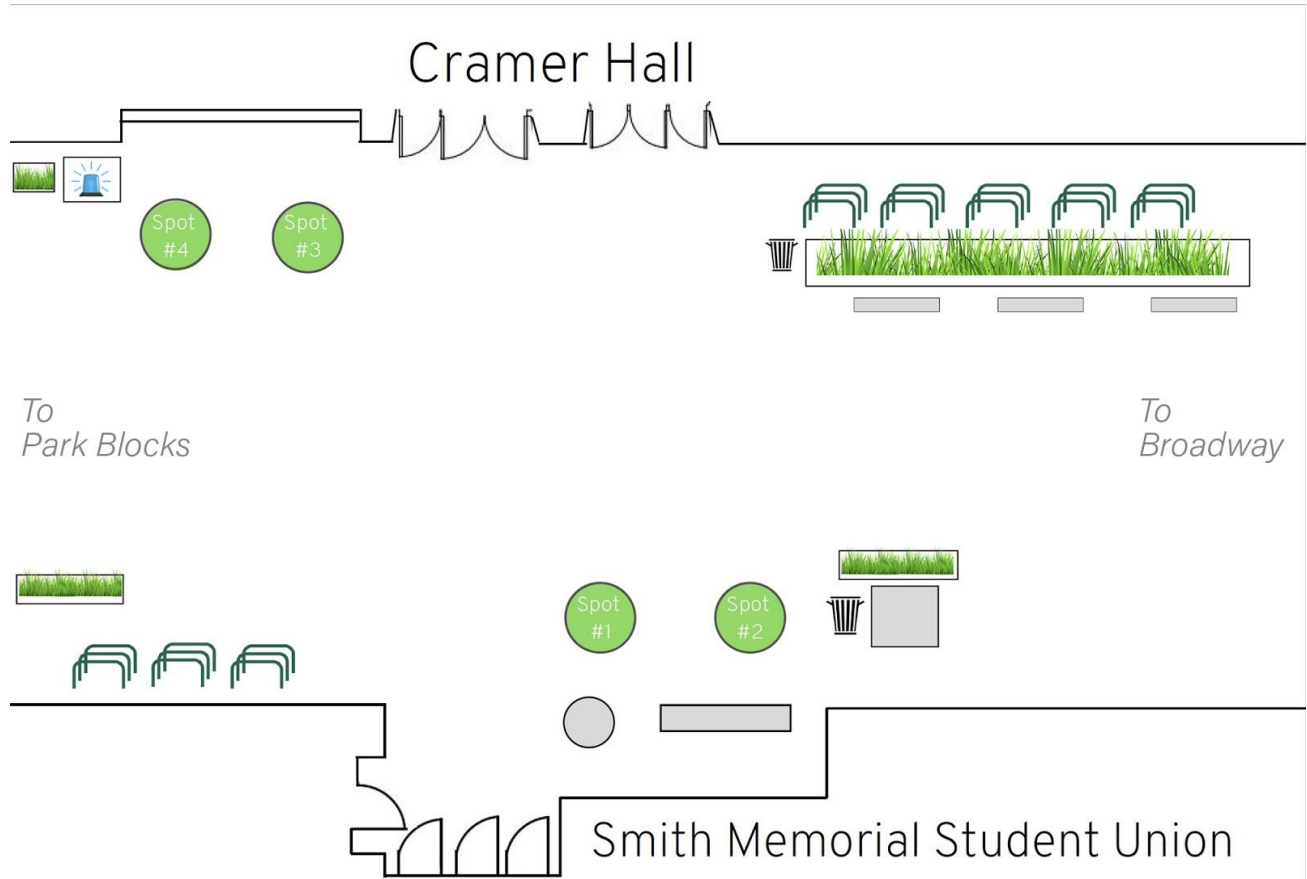 Cramer Hall
Spot
#4
Spot
#3
To
Park Blocks
To
Broadway
Spot
#1
Spot
#2
Smith Memorial Student Union